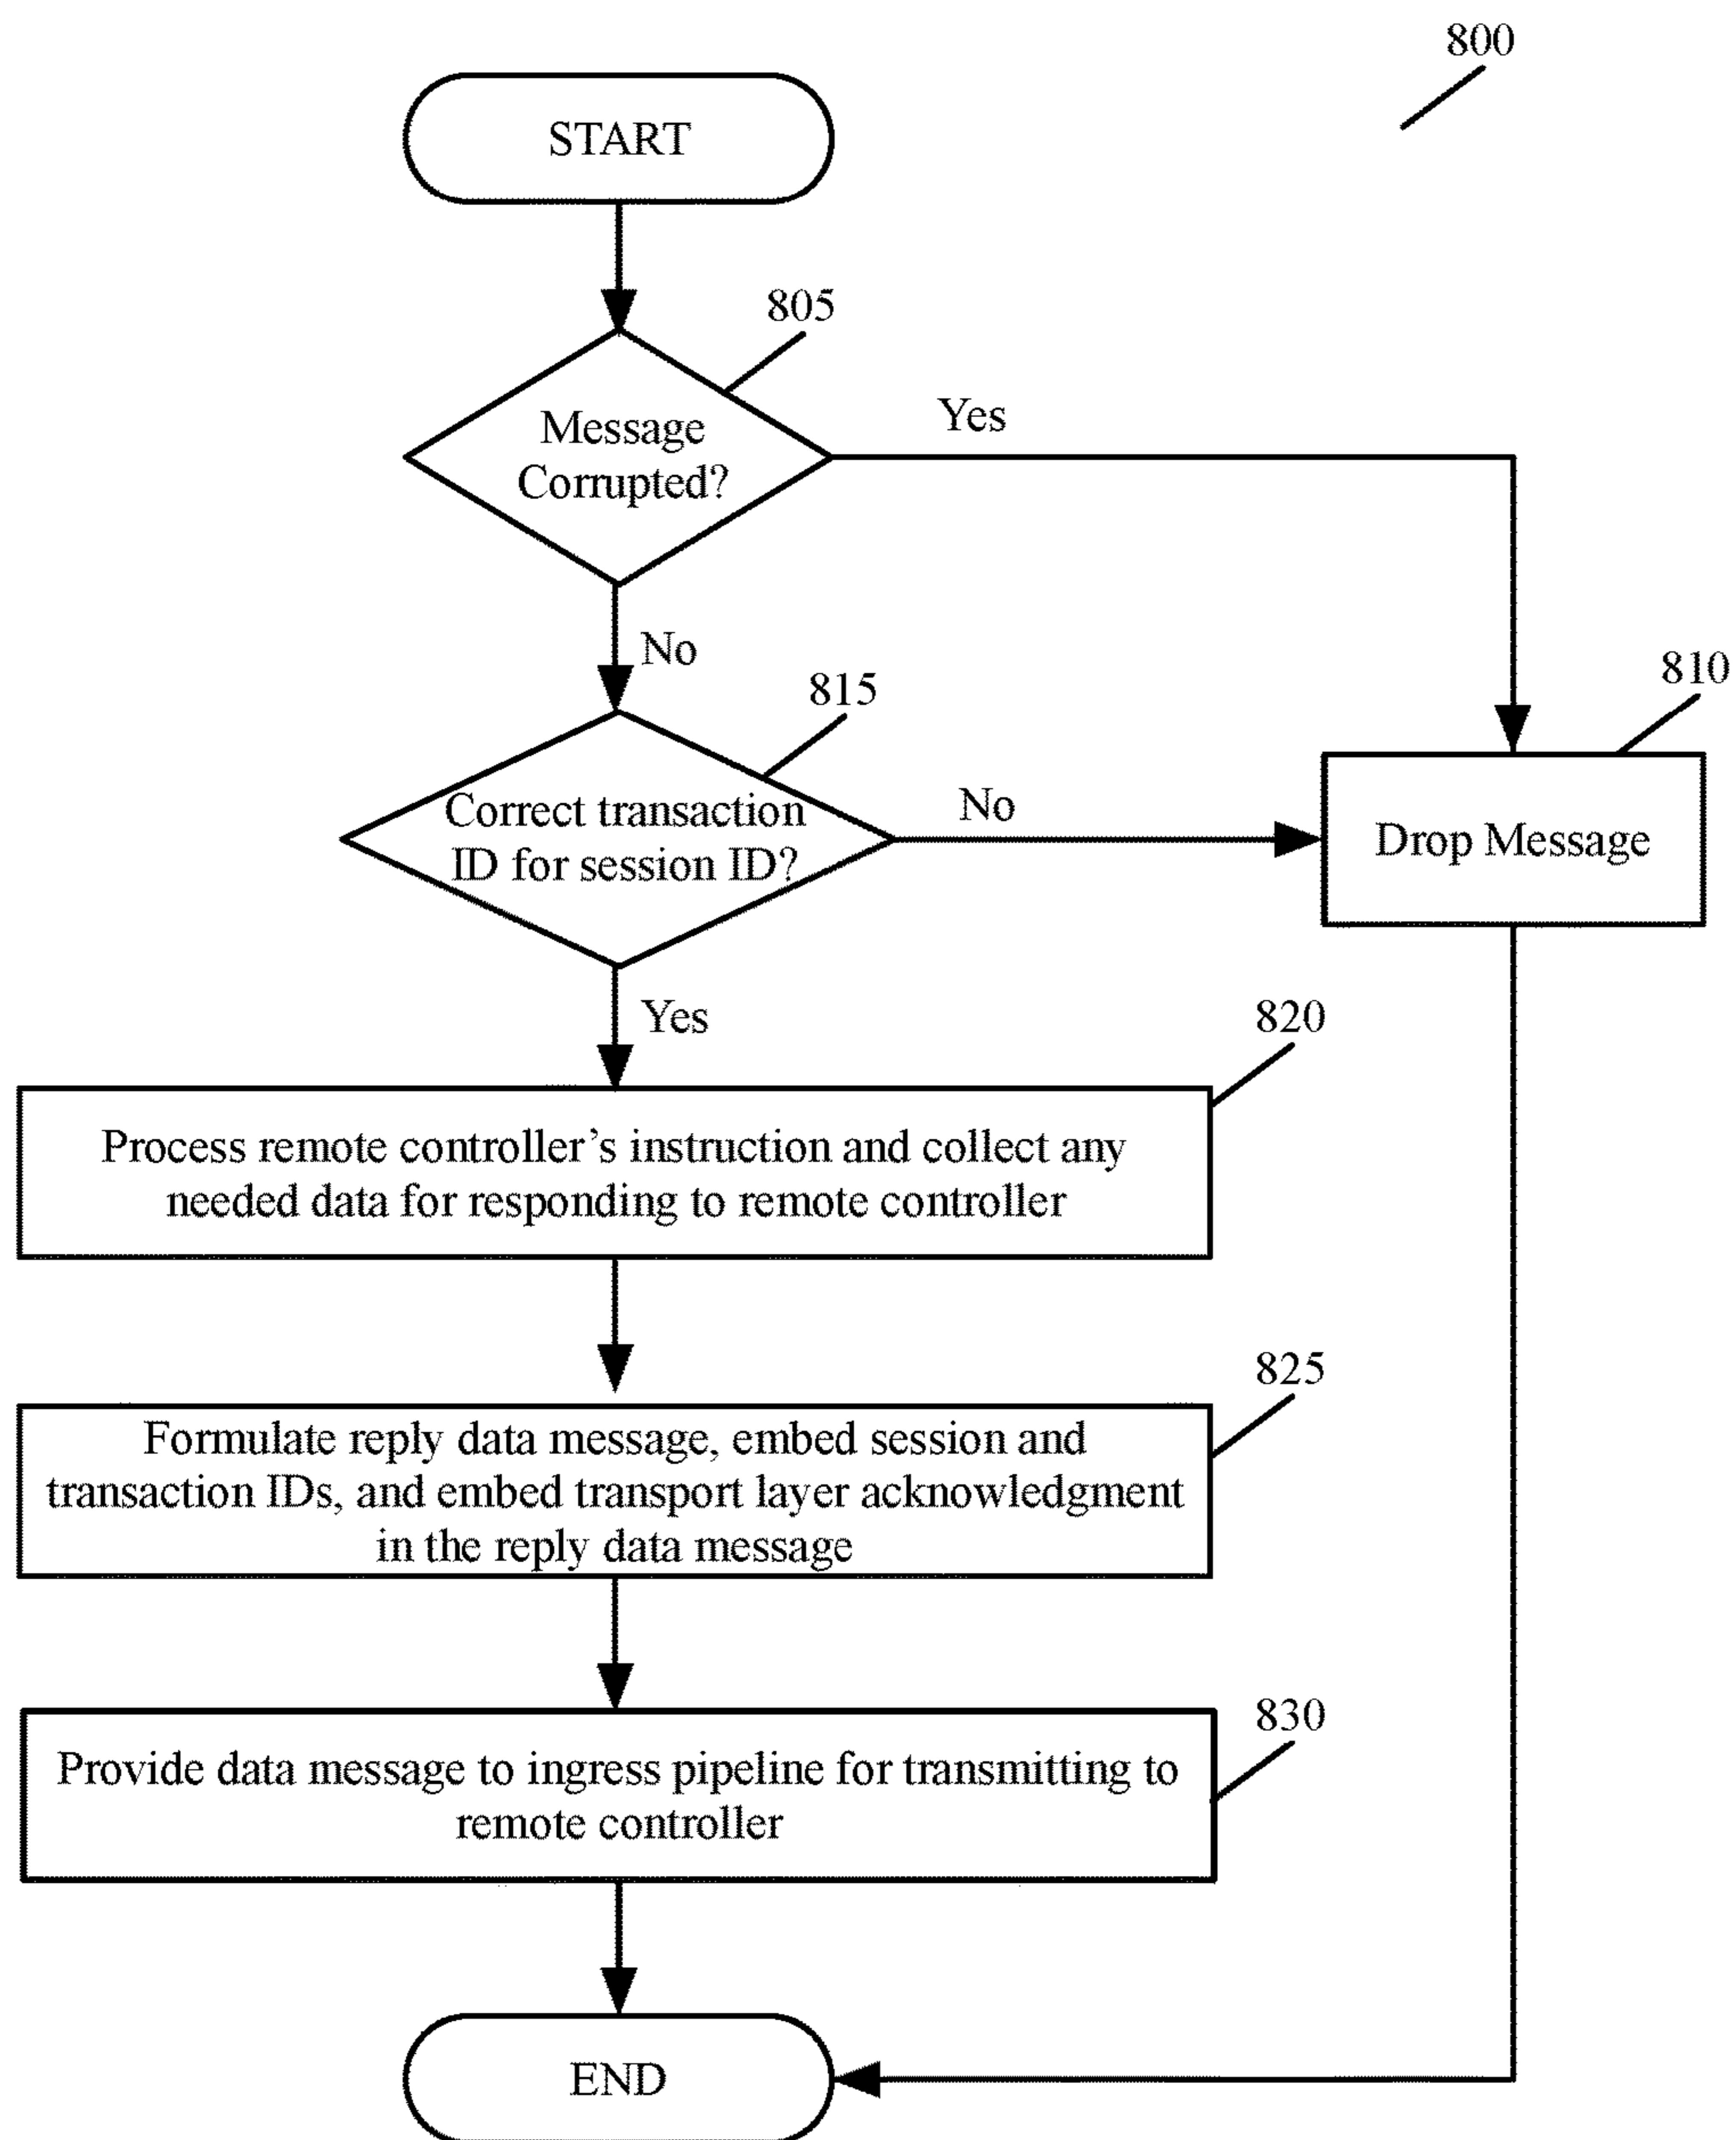 800
START
805
Message
Corrupted?
Yes
No
815
810
Correct transaction
ID for session ID?
No
Drop Message
Yes
820
Process remote controller's instruction and collect any
needed data for responding to remote controller
825
Formulate reply data message, embed session and
transaction IDs, and embed transport layer acknowledgment
in the reply data message
830
Provide data message to ingress pipeline for transmitting to
remote controller
END